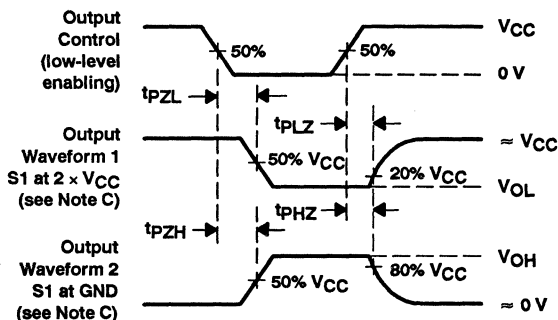 Output
Control
(low-level
enabling)
50%
50%
VCC
0 V
tPZL
tPLZ
Output
Waveform 1
S1 at 2 × VCC
(see Note C)
50% VCC
20% VCC
≈ VCC
VOL
tPZH
tPHZ
Output
Waveform 2
S1 at GND
(see Note C)
50% VCC
80% VCC
VOH
≈ 0 V